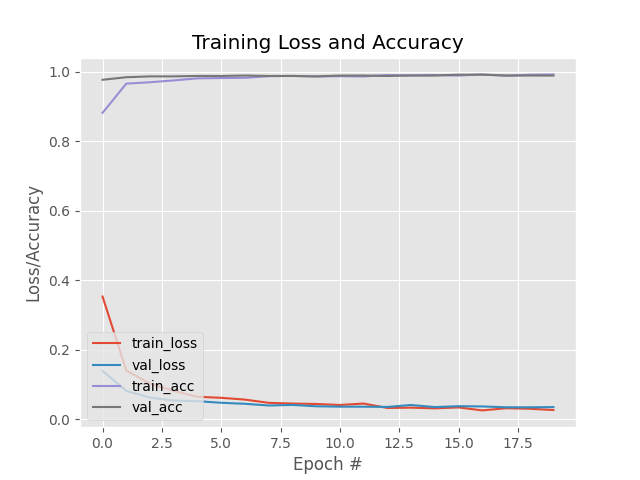 Training Loss and Accuracy
1.0
0.8
0.6
0.4
0.2
0.0
Loss/Accuracy
train_loss
val_loss
train_acc
val_acc
0.0 2.5 5.0 7.5 10.0 12.5 15.0 17.5
Epoch #